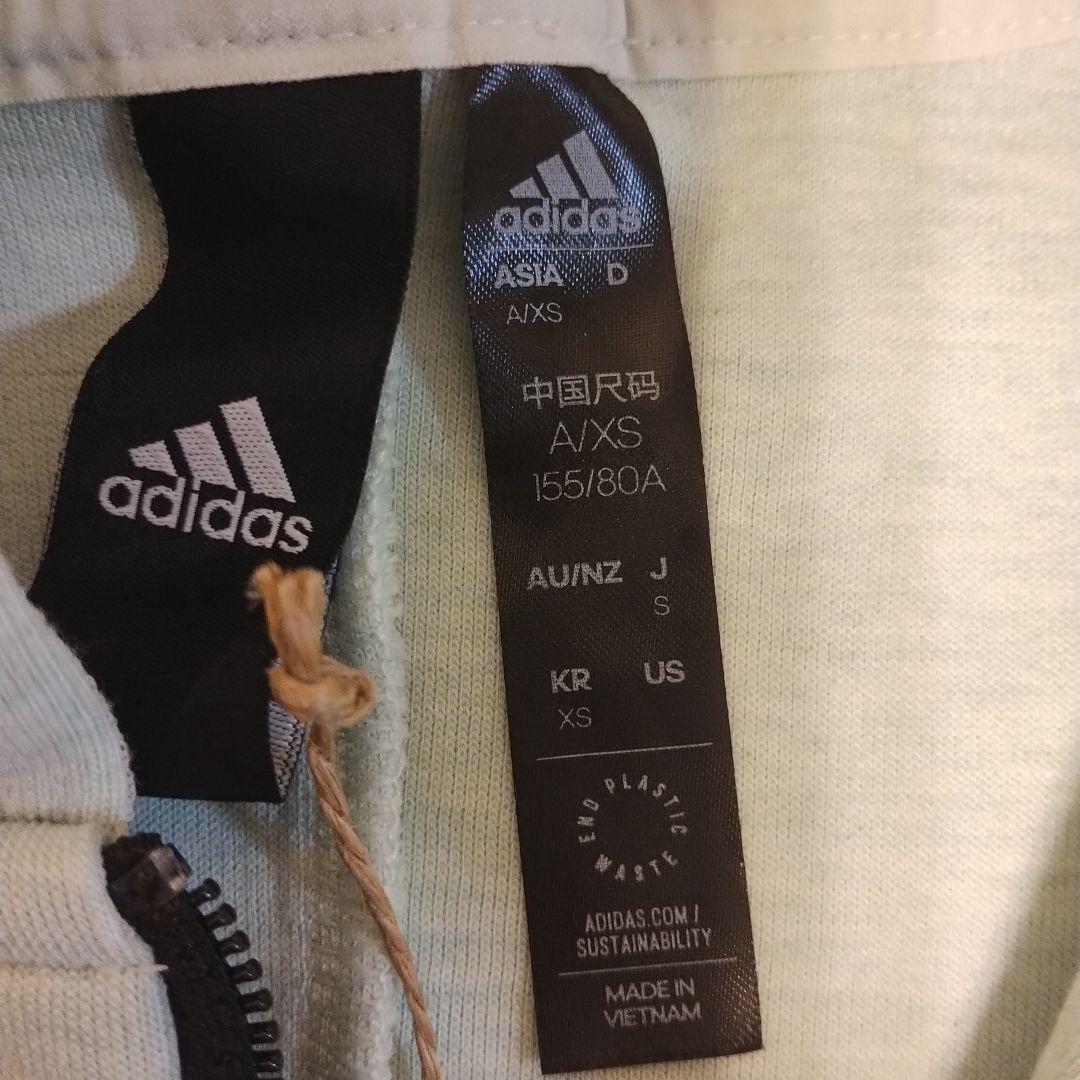 adidas
adidas
ASIA D
A/XS
中国尺码
A/XS
155/80A
AU/NZ J
S
KR US
XS
END PLASTIC WASTE
ADIDAS.COM/
SUSTAINABILITY
MADE IN
VIETNAM